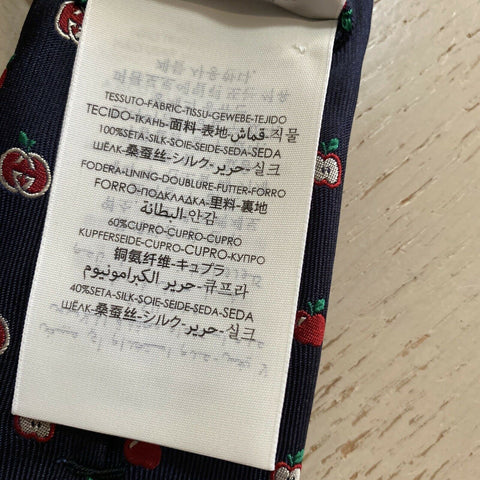 TESSUTO-FABRIC-TISSU-GEWEBE-TEJIDO
TECIDO-ТКАНЬ-面料-表地-قماش-직물
100%SETA-SILK-SOIE-SEIDE-SEDA-SEDA
ШЁЛК-桑蚕丝-シルク-حرير-실크
FODERA-LINING-DOUBLURE-FUTTER-FORRO
FORRO-ПОДКЛАДКА-里料-裏地
البطانة-안감
60%CUPRO-CUPRO-CUPRO
KUPFERSEIDE-CUPRO-CUPRO-КУПРО
铜氨纤维-キュプラ
حرير الكبرامونيوم-큐프라
40%SETA-SILK-SOIE-SEIDE-SEDA-SEDA
ШЁЛК-桑蚕丝-シルク-حرير-실크